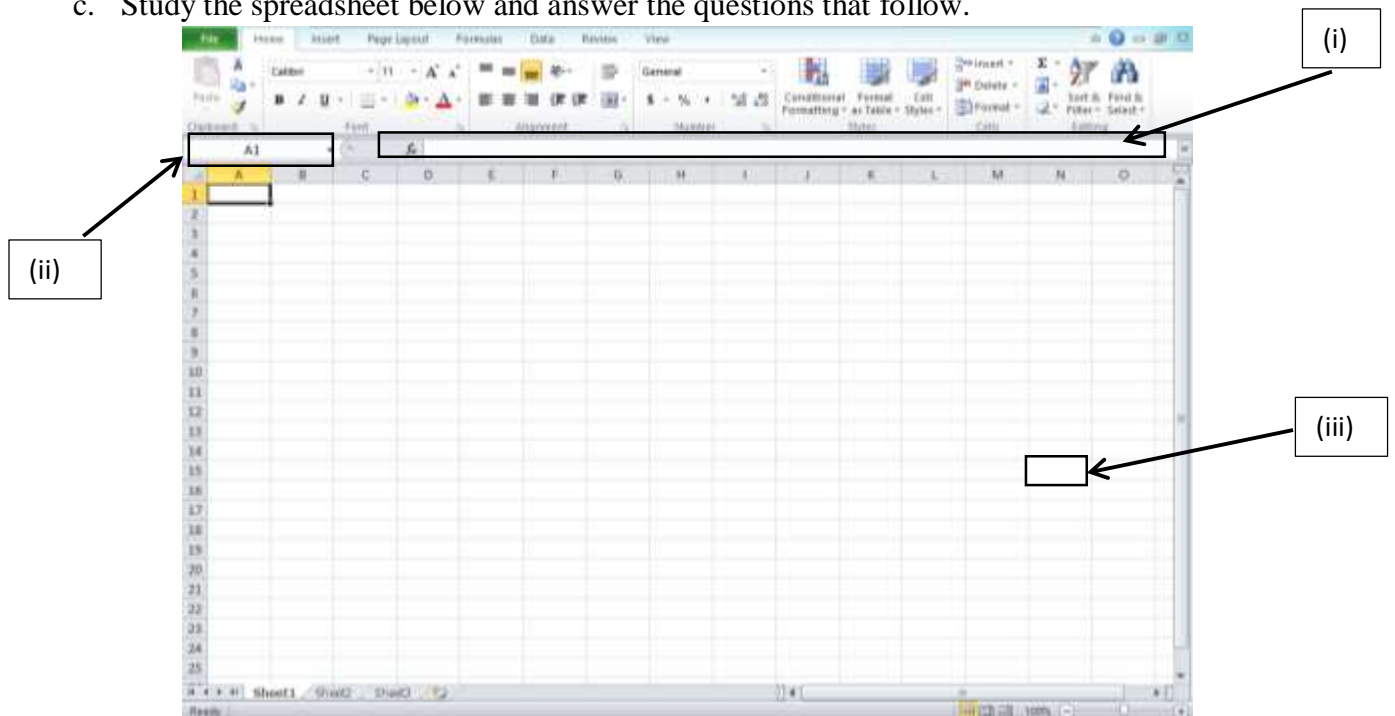 c. Study the spreadsheet below and answer the questions that follow.
(i)
File Home Insert Page Layout Formulas Data Review View
Calibri 11 A A General Insert
Paste B I U A $ % Conditional Format Cell Delete Sort & Find &
Formatting as Table Styles Format Filter Select
Clipboard Font Alignment Number Styles Cells Editing
A1 fx
A B C D E F G H I J K L M N O
1
2
3
4
(ii)
5
6
7
8
9
10
11
12
13
(iii)
14
15
16
17
18
19
20
21
22
23
24
25
Sheet1 Sheet2 Sheet3
Ready 100%